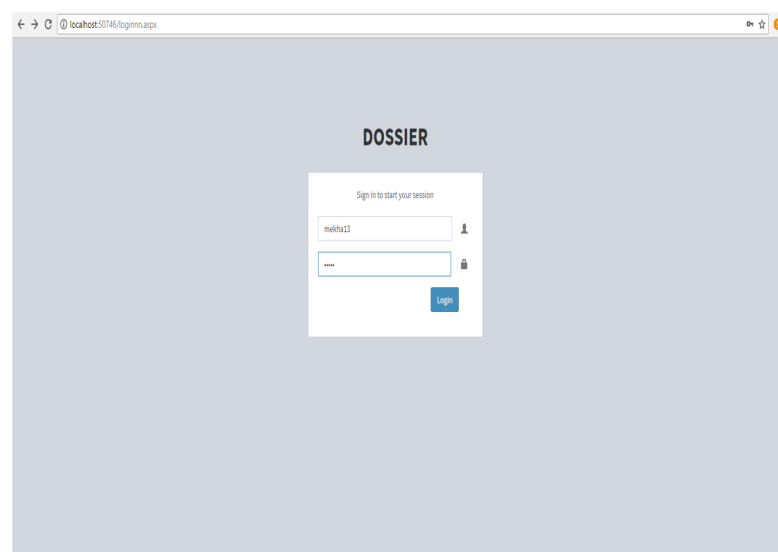 localhost:50746/loginnn.aspx
DOSSIER
Sign in to start your session
mekha13
•••••
Login